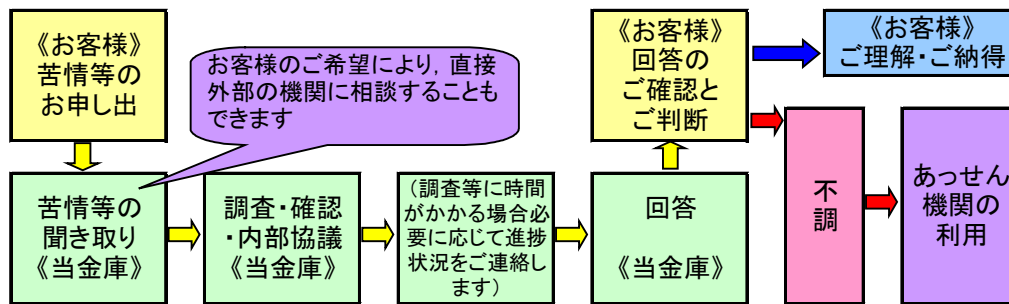 《お客様》
苦情等の
お申し出
お客様のご希望により，直接
外部の機関に相談することも
できます
苦情等の
聞き取り
《当金庫》
調査・確認
・内部協議
《当金庫》
（調査等に時間
がかかる場合必
要に応じて進捗
状況をご連絡し
ます）
回答
《当金庫》
《お客様》
回答の
ご確認と
ご判断
《お客様》
ご理解・ご納得
不
調
あっせん
機関の
利用